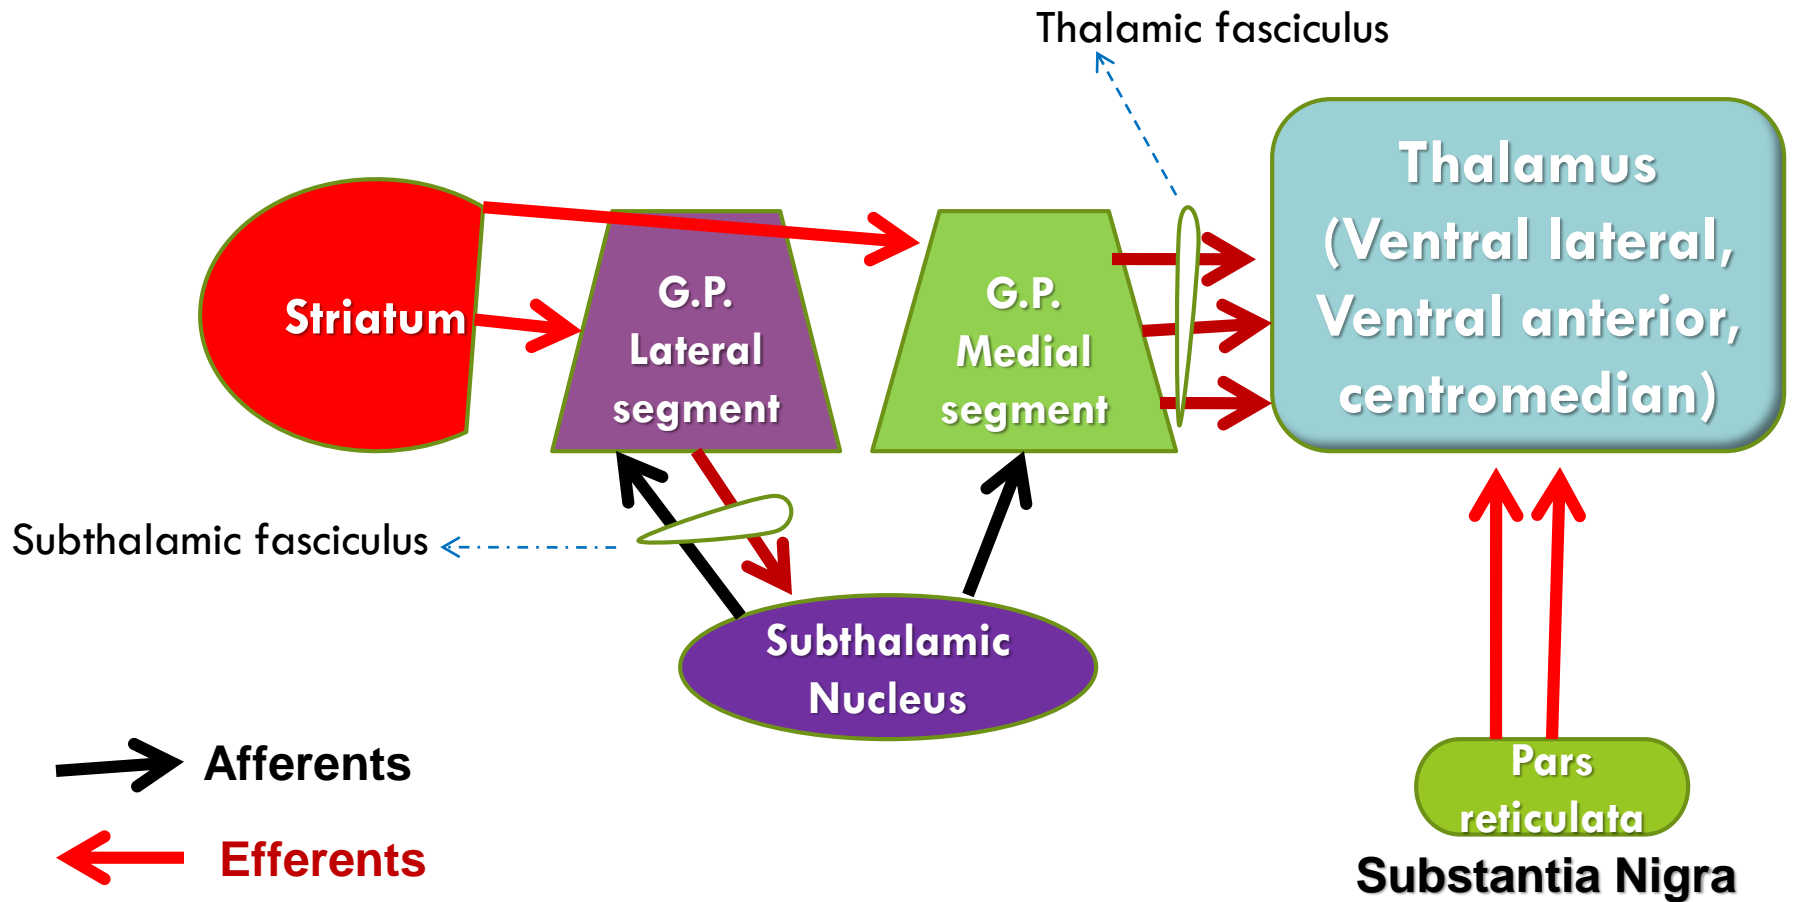 Thalamic fasciculus
Thalamus
(Ventral lateral,
Ventral anterior,
centromedian)
Striatum
G.P.
Lateral
segment
G.P.
Medial
segment
Subthalamic fasciculus
Subthalamic
Nucleus
Afferents
Efferents
Pars
reticulata
Substantia Nigra